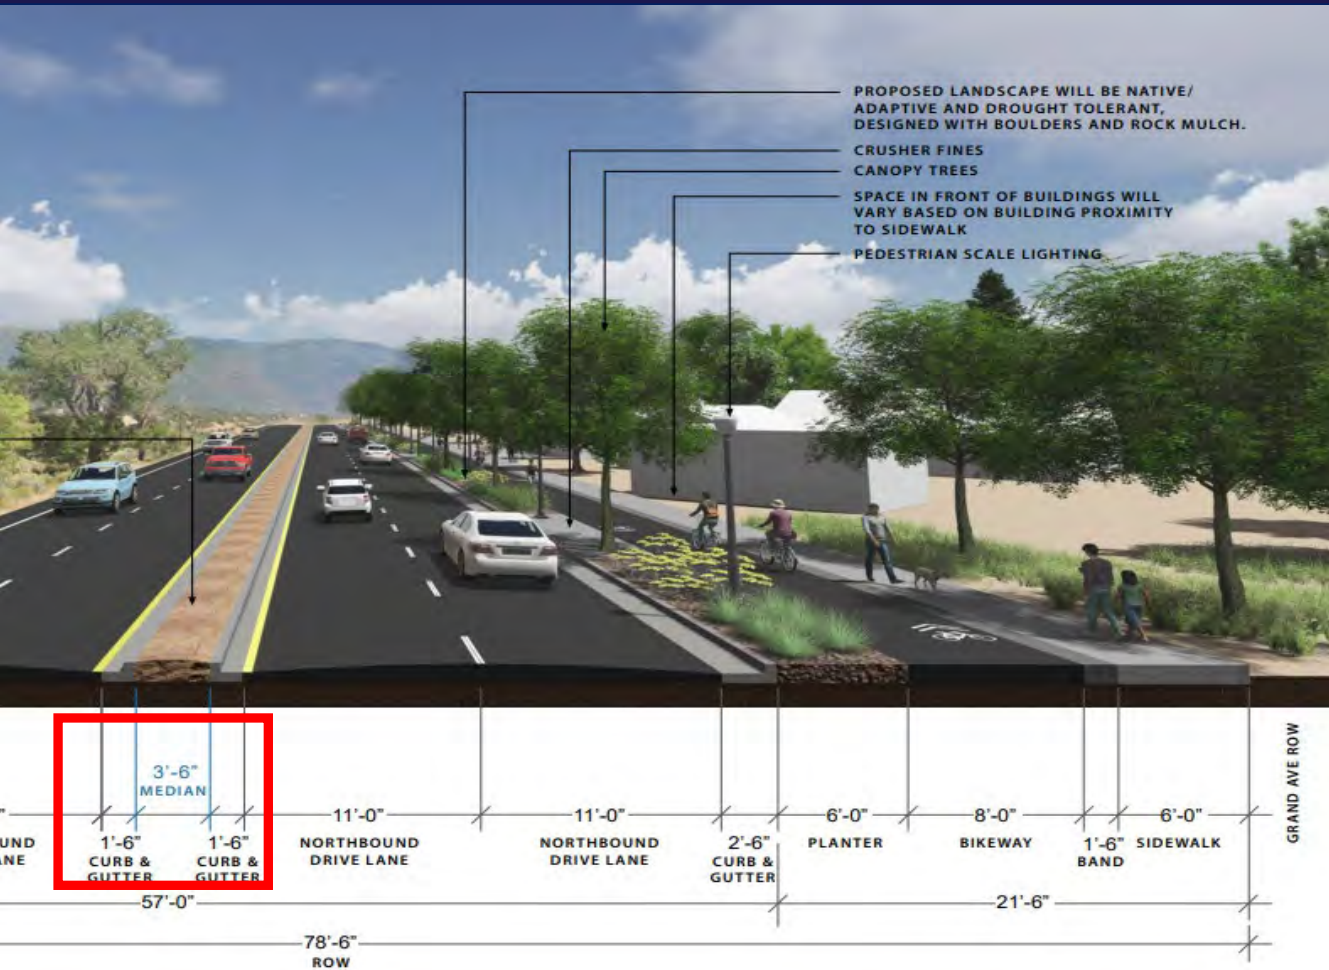 PROPOSED LANDSCAPE WILL BE NATIVE/
ADAPTIVE AND DROUGHT TOLERANT,
DESIGNED WITH BOULDERS AND ROCK MULCH.
CRUSHER FINES
CANOPY TREES
SPACE IN FRONT OF BUILDINGS WILL
VARY BASED ON BUILDING PROXIMITY
TO SIDEWALK
PEDESTRIAN SCALE LIGHTING
GRAND AVE ROW
3'-6"
MEDIAN
11'-0" 11'-0" 6'-0" 8'-0" 6'-0"
UND 1'-6" 1'-6" NORTHBOUND NORTHBOUND 2'-6" PLANTER BIKEWAY 1'-6" SIDEWALK
ANE CURB & CURB & DRIVE LANE DRIVE LANE CURB & BAND
GUTTER GUTTER GUTTER
57'-0" 21'-6"
78'-6"
ROW